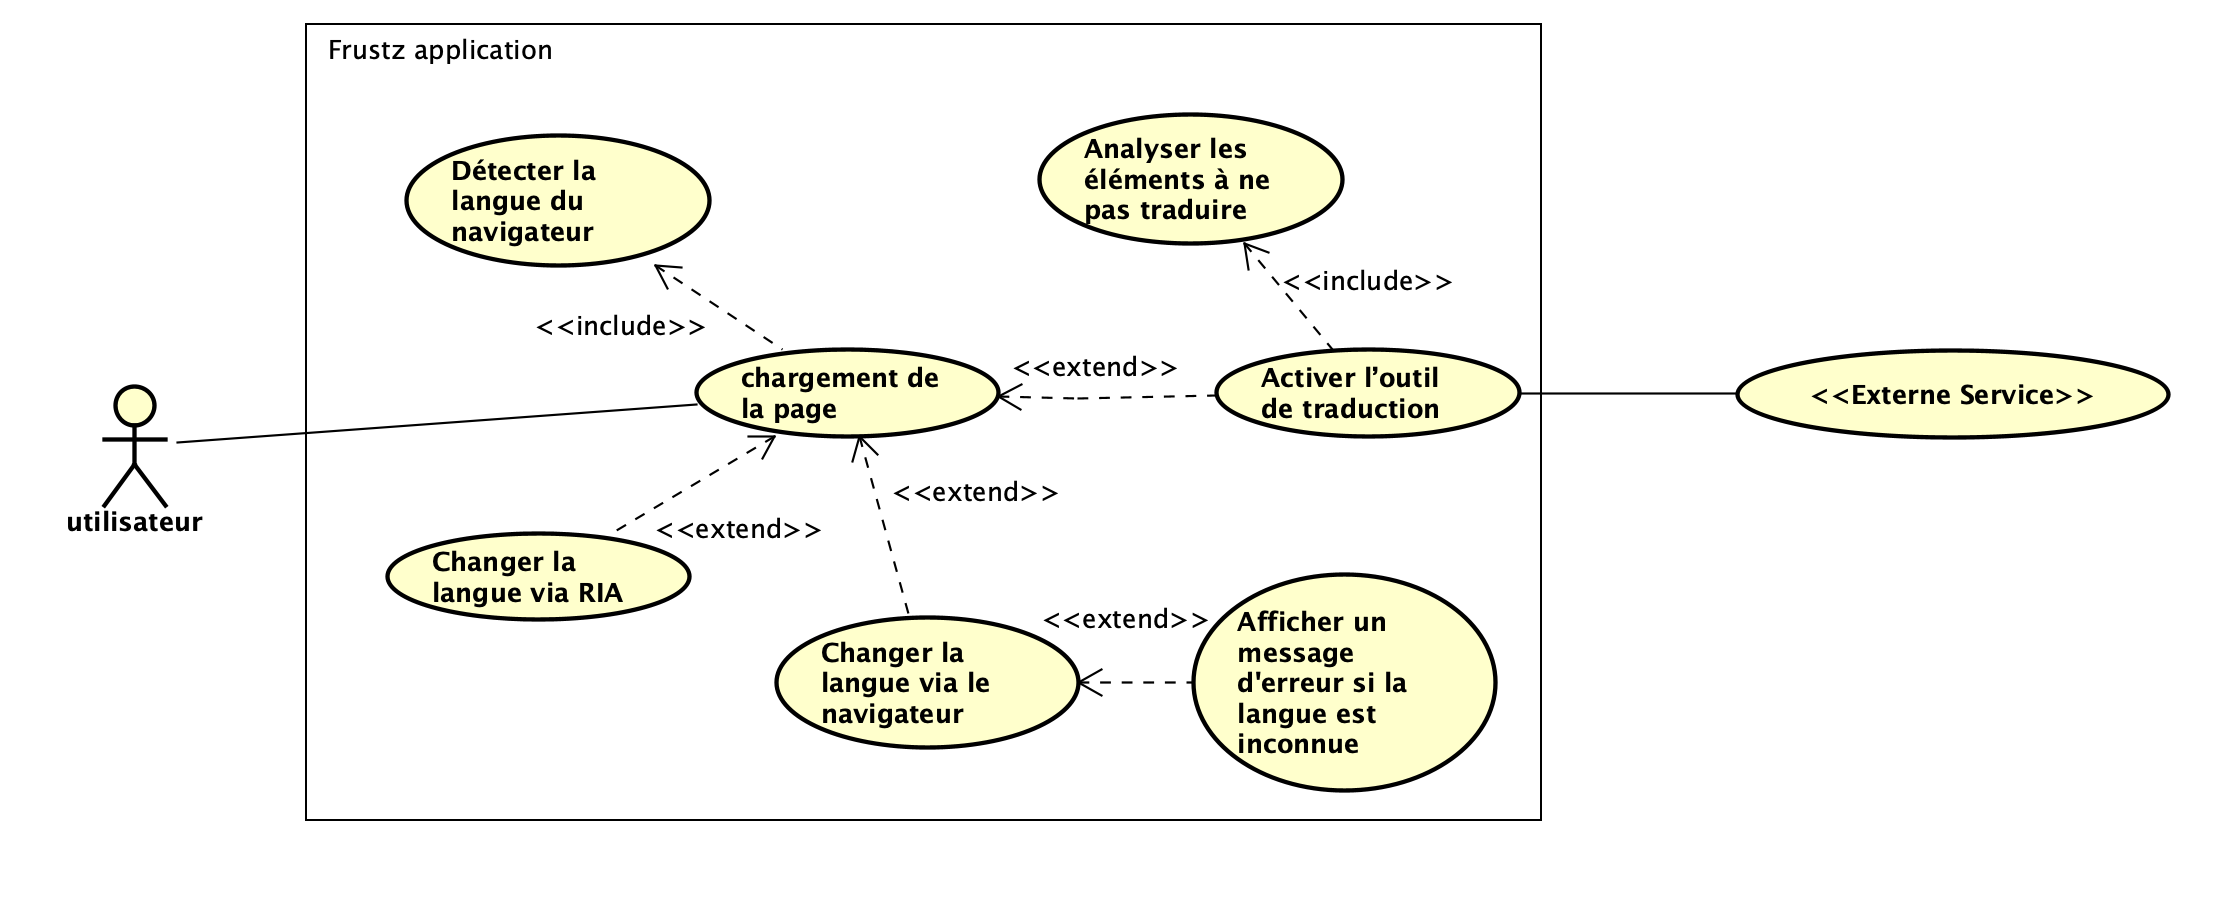 Frustz application
Détecter la
langue du
navigateur
Analyser les
éléments à ne
pas traduire
<<include>>
<<include>>
chargement de
la page
<<extend>>
Activer l’outil
de traduction
<<Externe Service>>
utilisateur
<<extend>>
<<extend>>
Changer la
langue via RIA
Changer la
langue via le
navigateur
<<extend>>
Afficher un
message
d'erreur si la
langue est
inconnue